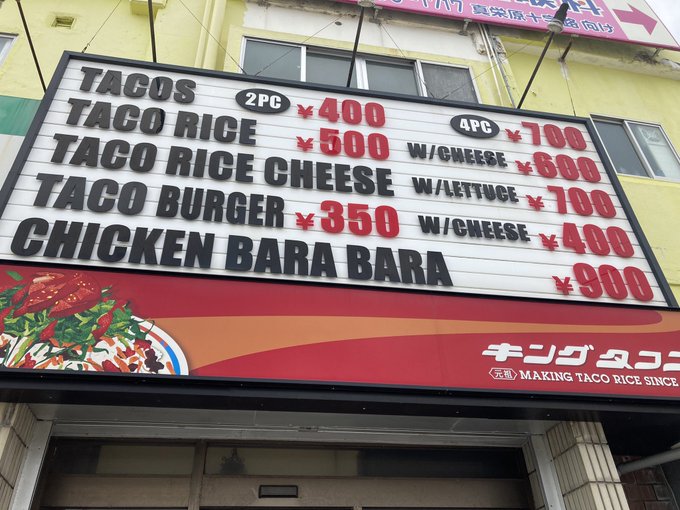 真栄原十字路向け
TACOS 2PC ¥400 4PC ¥700
TACO RICE ¥500 W/CHEESE ¥600
TACO RICE CHEESE W/LETTUCE ¥700
TACO BURGER ¥350 W/CHEESE ¥400
CHICKEN BARA BARA ¥900
キングタコ
元祖 MAKING TACO RICE SINCE